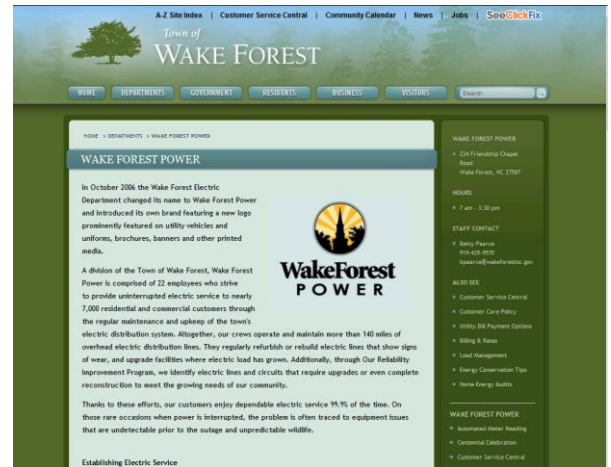 A-Z Site Index | Customer Service Central | Community Calendar | News | Jobs | SeeClickFix
Town of
WAKE FOREST
HOME DEPARTMENTS GOVERNMENT RESIDENTS BUSINESS VISITORS Search
HOME > DEPARTMENTS > WAKE FOREST POWER
WAKE FOREST POWER
In October 2006 the Wake Forest Electric
Department changed its name to Wake Forest Power
and introduced its own brand featuring a new logo
prominently featured on utility vehicles and
uniforms, brochures, banners and other printed
media.
WakeForest
POWER
A division of the Town of Wake Forest, Wake Forest
Power is comprised of 22 employees who strive
to provide uninterrupted electric service to nearly
7,000 residential and commercial customers through
the regular maintenance and upkeep of the town's
electric distribution system. Altogether, our crews operate and maintain more than 140 miles of
overhead electric distribution lines. They regularly refurbish or rebuild electric lines that show signs
of wear, and upgrade facilities where electric load has grown. Additionally, through Our Reliability
Improvement Program, we identify electric lines and circuits that require upgrades or even complete
reconstruction to meet the growing needs of our community.
Thanks to these efforts, our customers enjoy dependable electric service 99.9% of the time. On
those rare occasions when power is interrupted, the problem is often traced to equipment issues
that are undetectable prior to the outage and unpredictable wildlife.
Establishing Electric Service
WAKE FOREST POWER
234 Friendship Chapel
Road
Wake Forest, NC 27587
HOURS
7 am - 3:30 pm
STAFF CONTACT
Betty Pearce
919-435-9570
bpearce@wakeforestnc.gov
ALSO SEE
Customer Service Central
Customer Care Policy
Utility Bill Payment Options
Billing & Rates
Load Management
Energy Conservation Tips
Home Energy Audits
WAKE FOREST POWER
Automated Meter Reading
Centennial Celebration
Customer Service Central